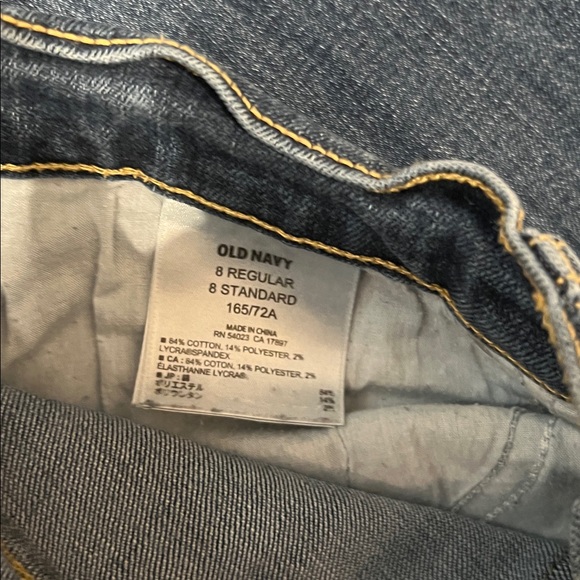 OLD NAVY
8 REGULAR
8 STANDARD
165/72A
MADE IN CHINA
RN 54023 CA 17897
■ 84% COTTON, 14% POLYESTER, 2%
LYCRA®SPANDEX
■ CA : 84% COTON, 14% POLYESTER, 2%
ÉLASTHANNE LYCRA®,
■ JP: 綿 84%
ポリエステル 14%
ポリウレタン 2%